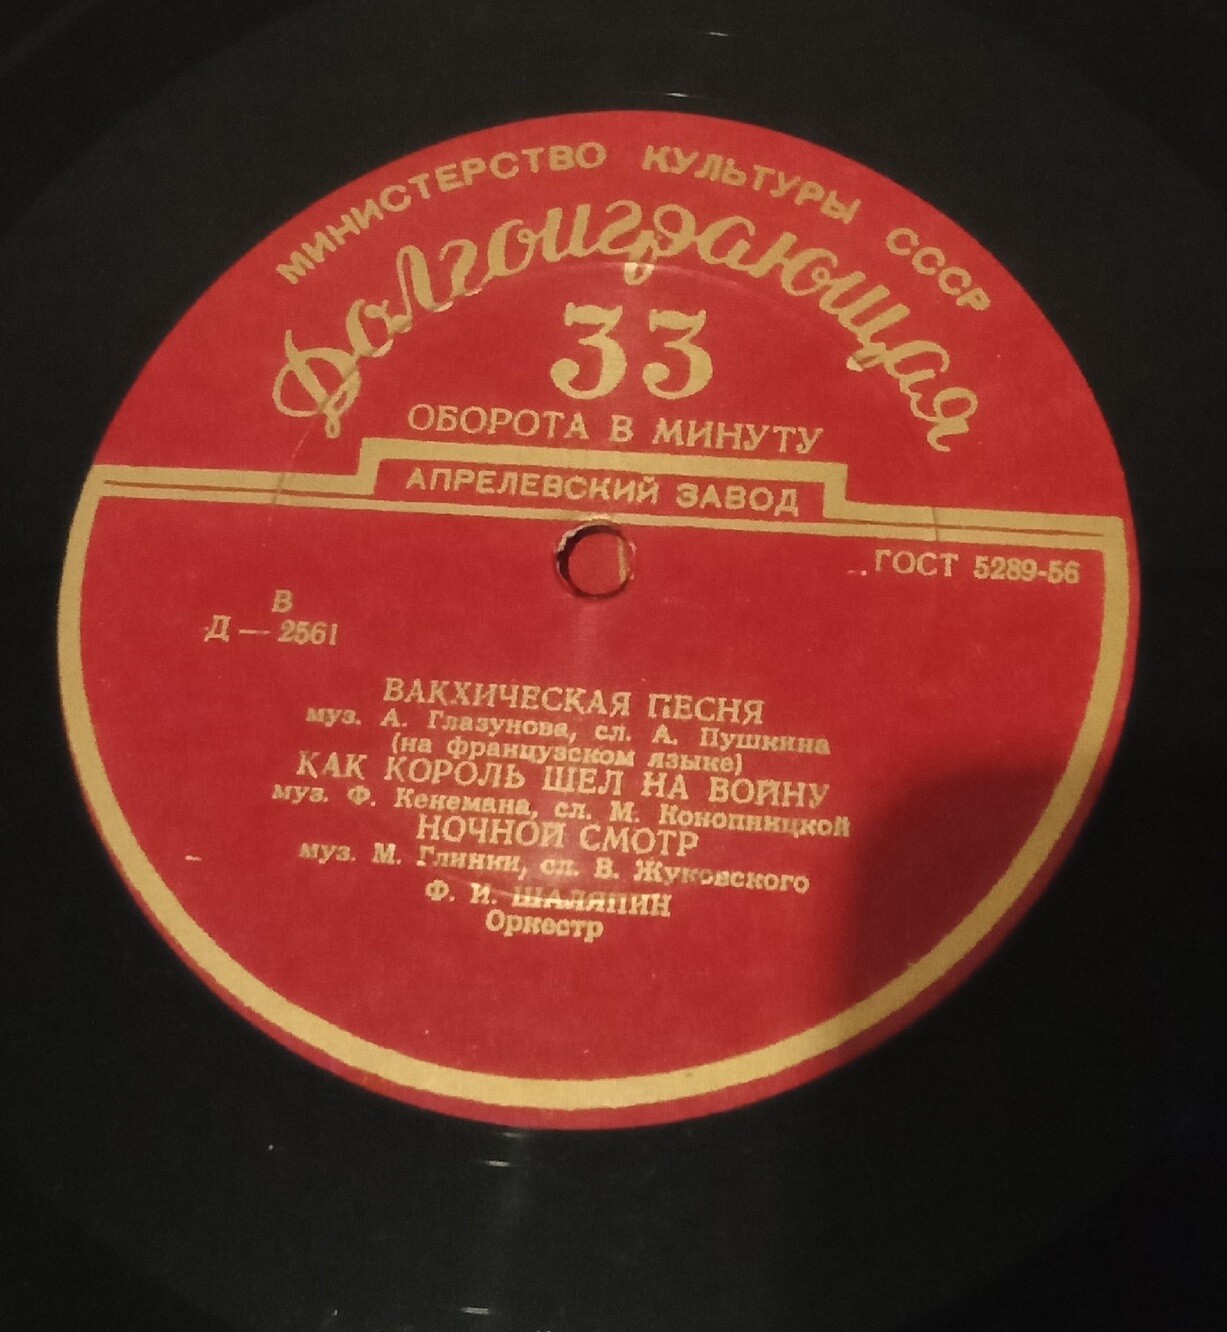 МИНИСТЕРСТВО КУЛЬТУРЫ СССР
Долгоиграющая
33
ОБОРОТА В МИНУТУ
АПРЕЛЕВСКИЙ ЗАВОД
ГОСТ 5289-56
В
Д — 2561
ВАКХИЧЕСКАЯ ПЕСНЯ
муз. А. Глазунова, сл. А. Пушкина
(на французском языке)
КАК КОРОЛЬ ШЕЛ НА ВОЙНУ
муз. Ф. Кенемана, сл. М. Конопницкой
НОЧНОЙ СМОТР
муз. М. Глинки, сл. В. Жуковского
Ф. И. ШАЛЯПИН
Оркестр